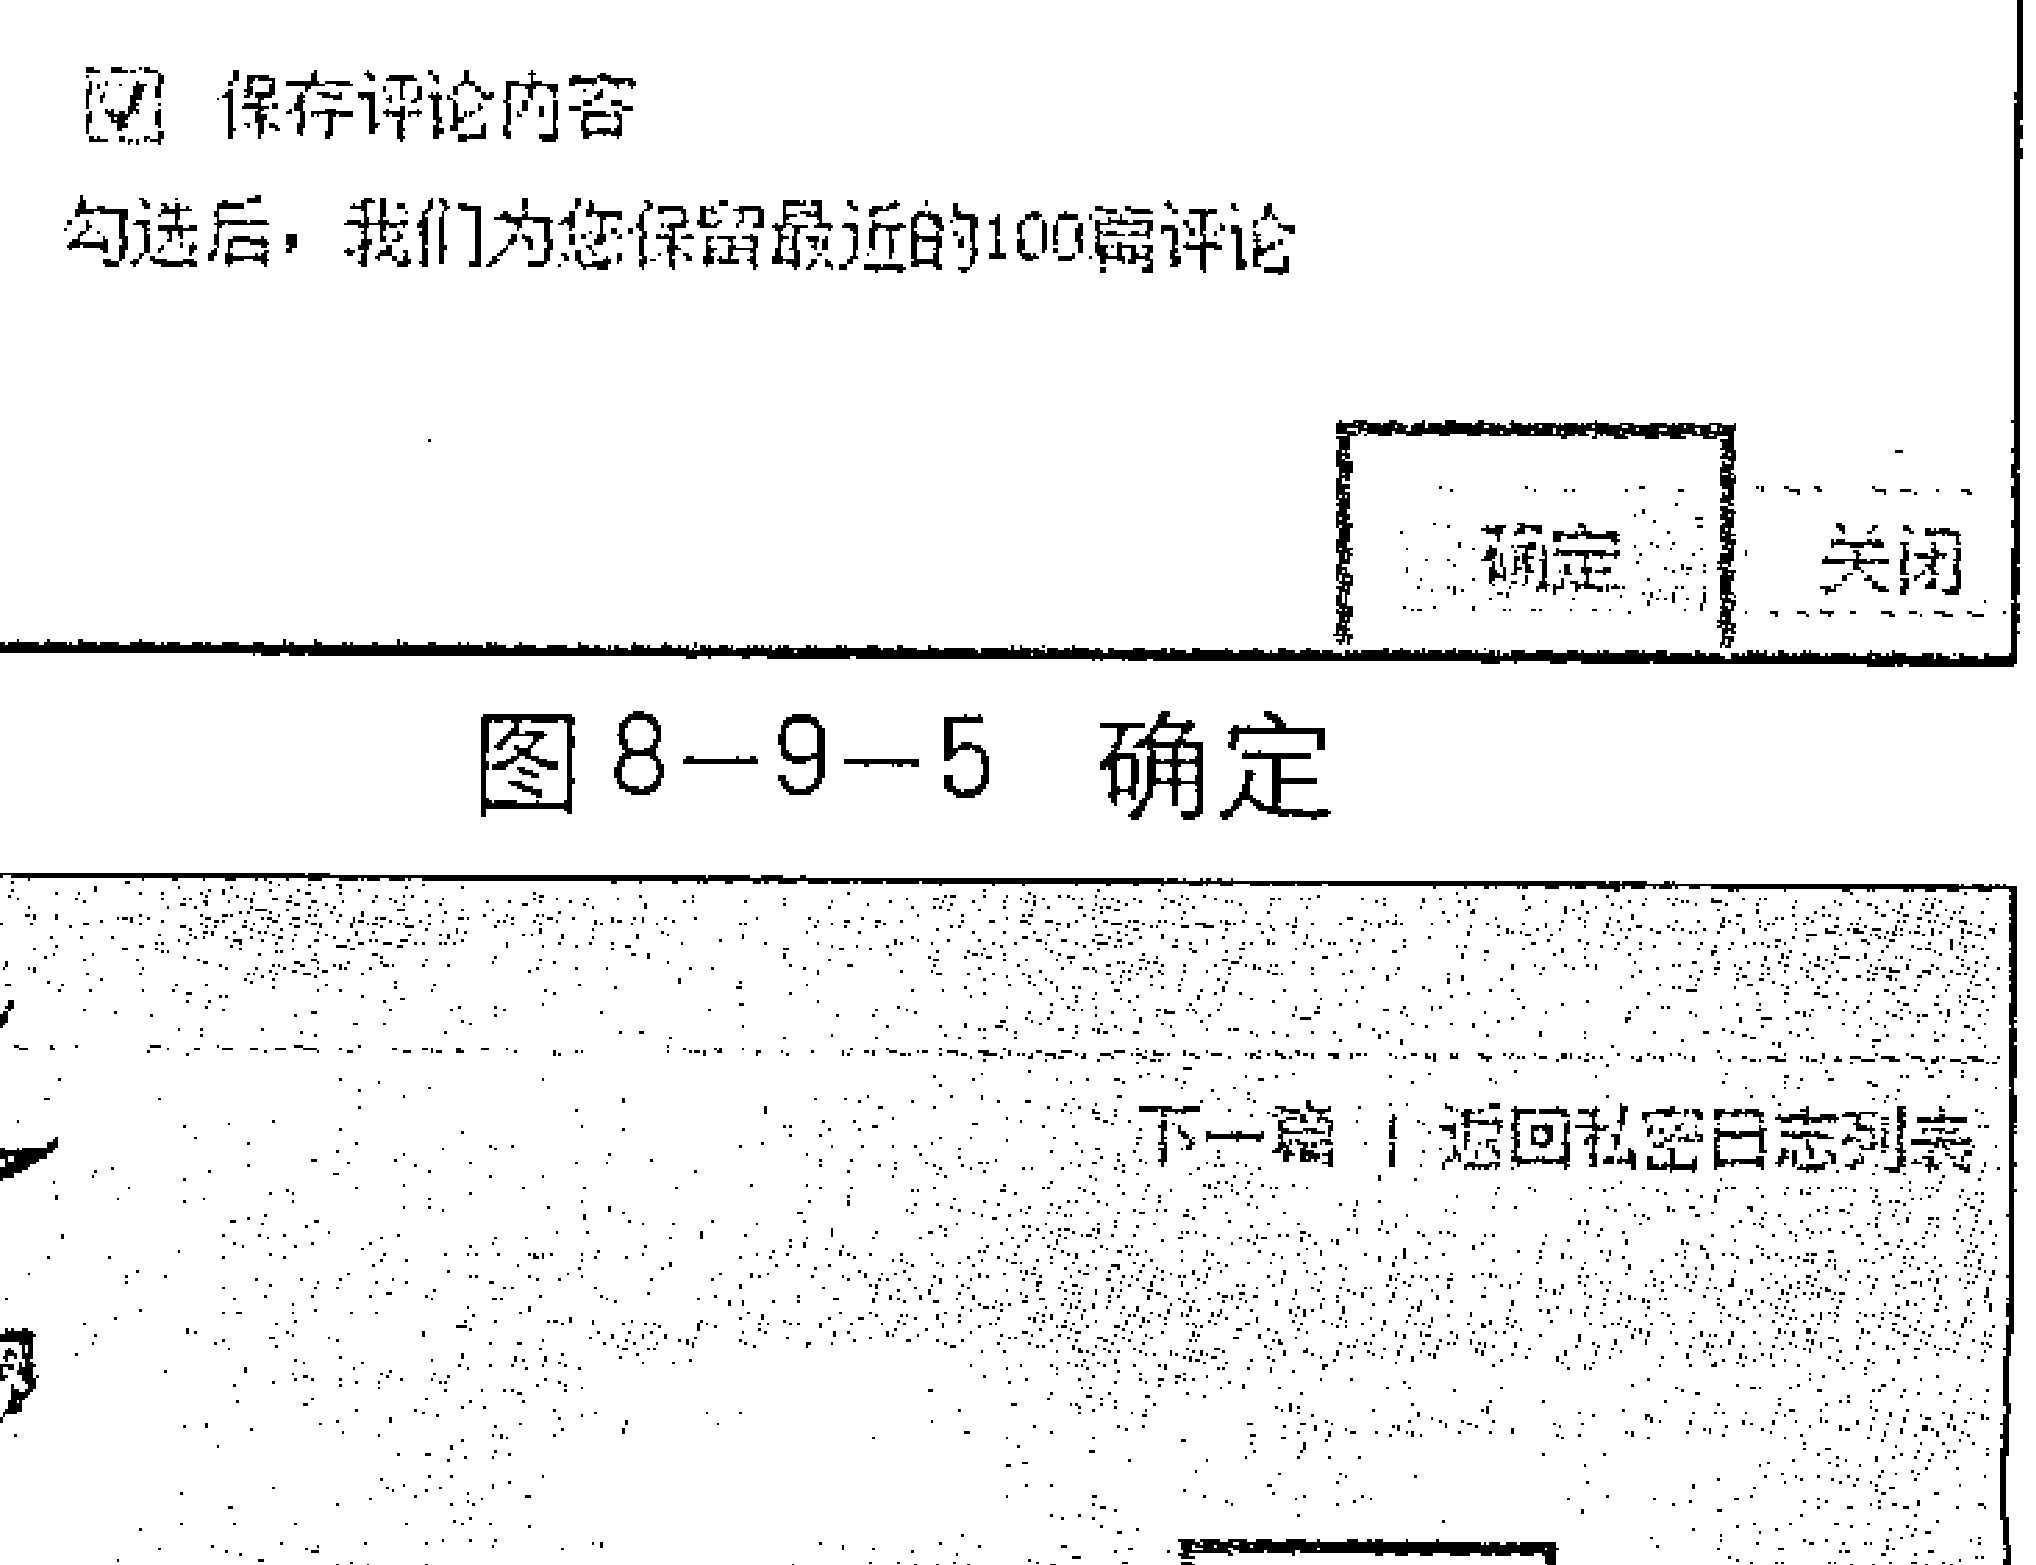 保存评论内容
勾选后，我们为您保留最近的100篇评论
确定 关闭
图8-9-5 确定
下一篇 | 返回私密日志列表